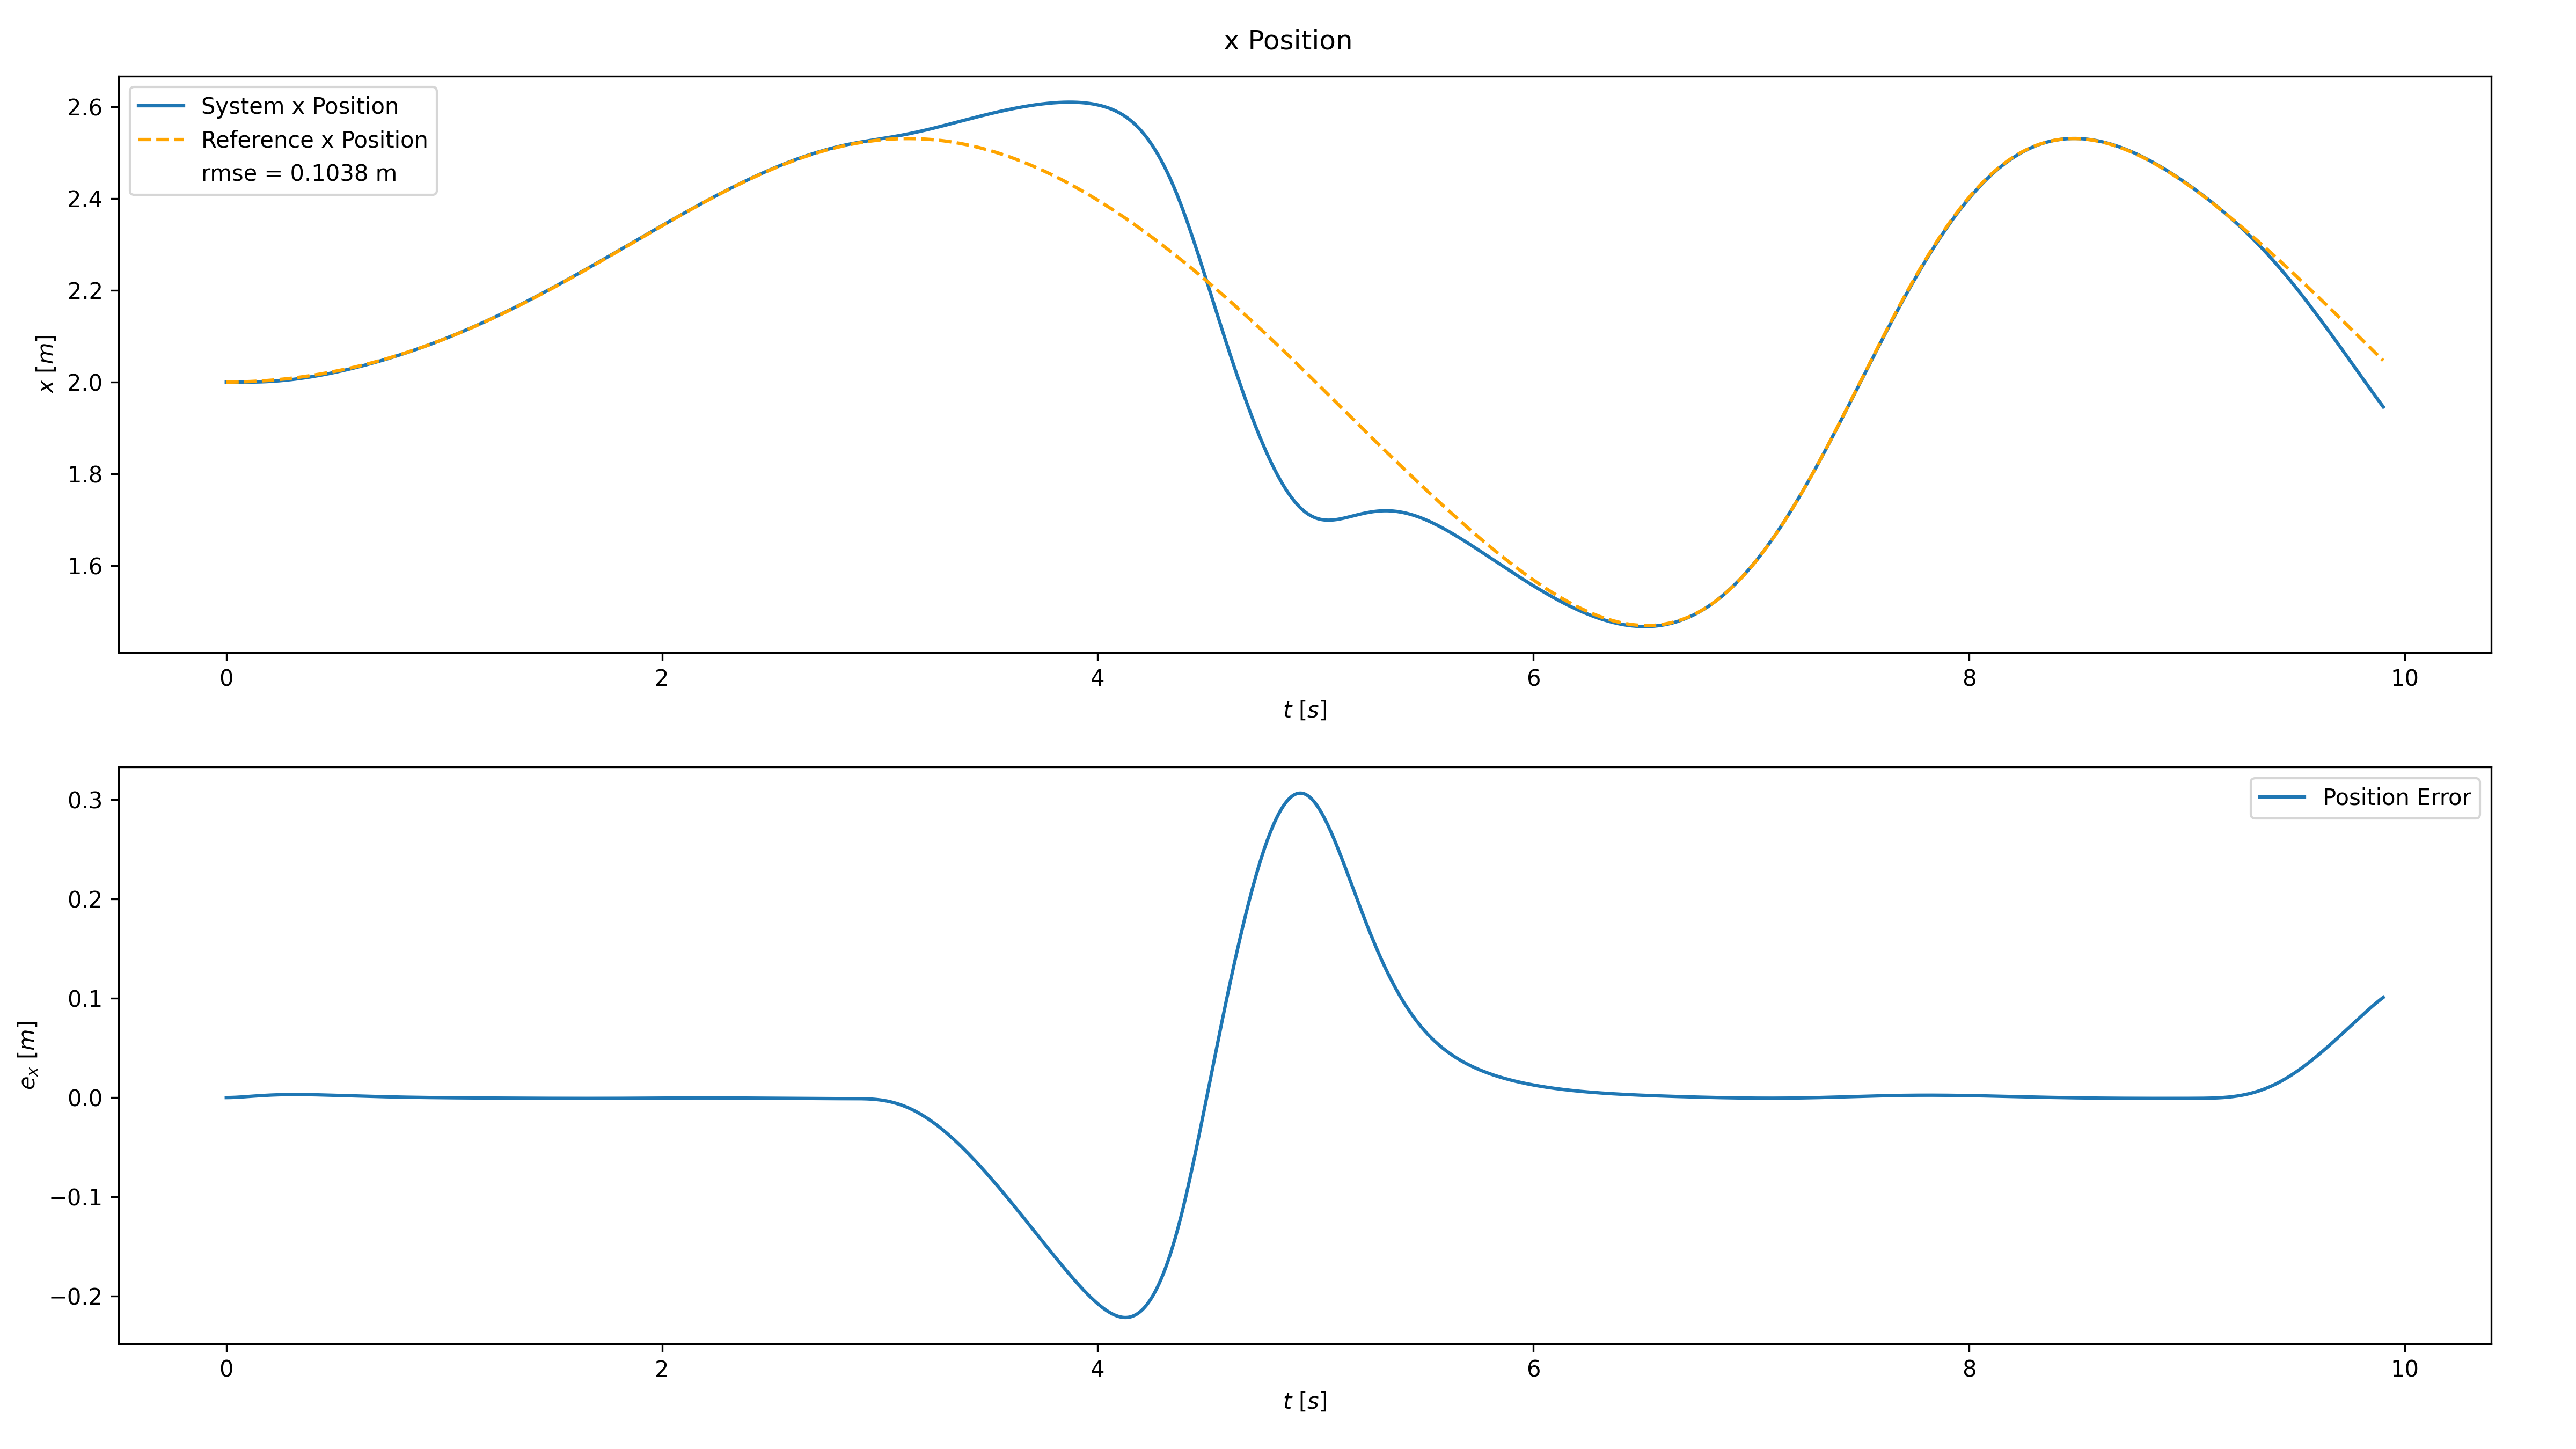 x Position
System x Position
Reference x Position
rmse = 0.1038 m
2.6
2.4
2.2
2.0
1.8
1.6
x [m]
0 2 4 6 8 10
t [s]
Position Error
0.3
0.2
0.1
0.0
−0.1
−0.2
eₓ [m]
0 2 4 6 8 10
t [s]